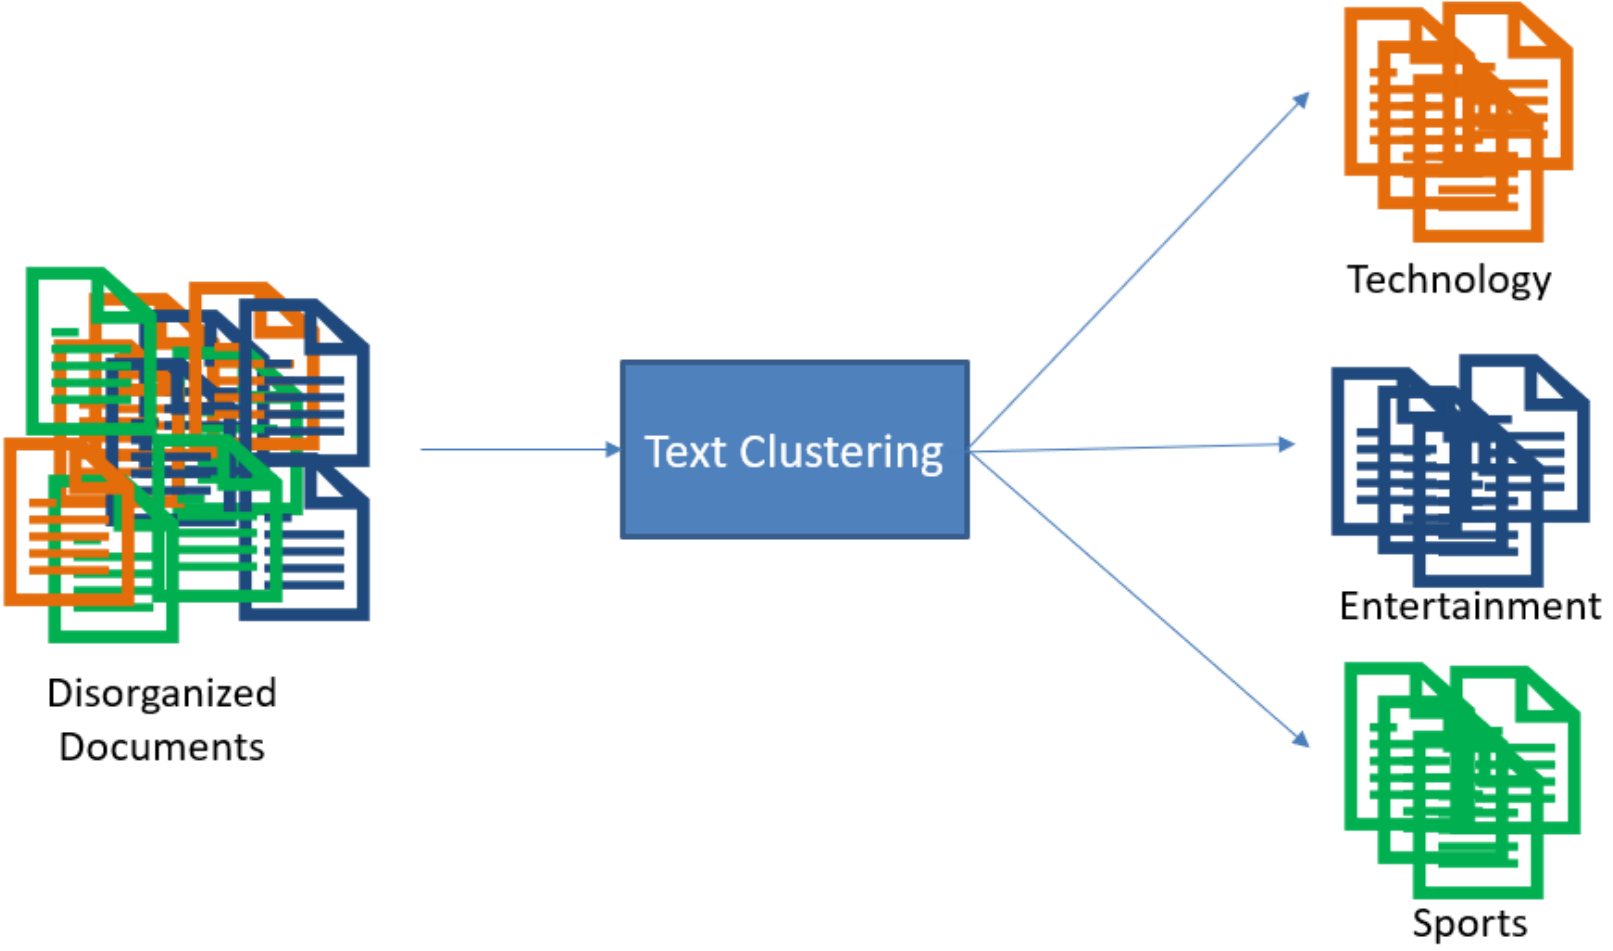 Disorganized
Documents
Text Clustering
Technology
Entertainment
Sports